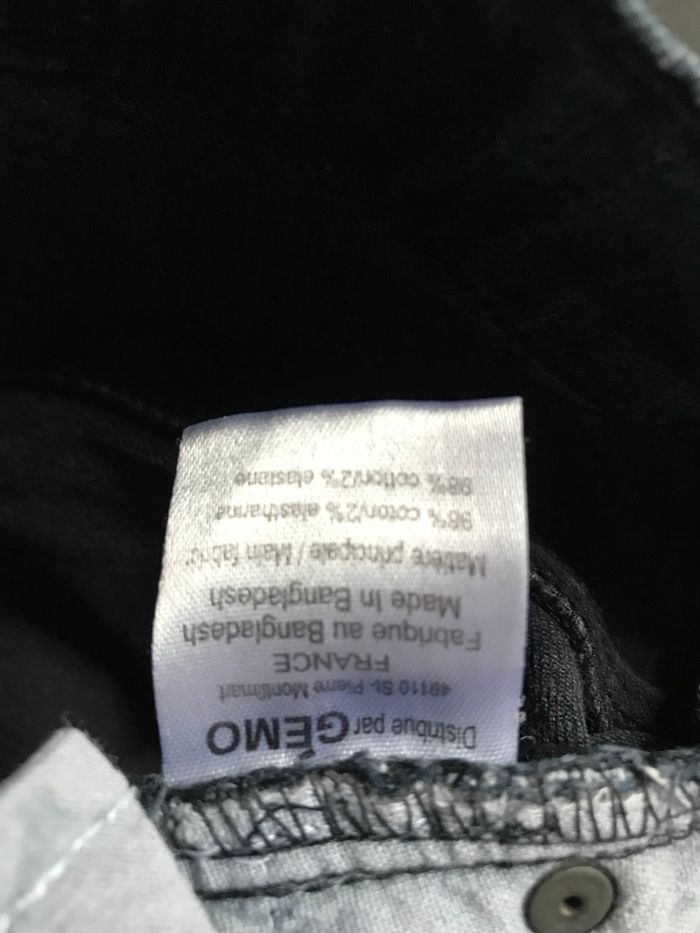 Distribué par GÉMO
49110 St-Pierre Montlimart
FRANCE
Fabriqué au Bangladesh
Made In Bangladesh
Matière principale / Main fabric
98% coton/2% elasthanne
98% cotton/2% elastane